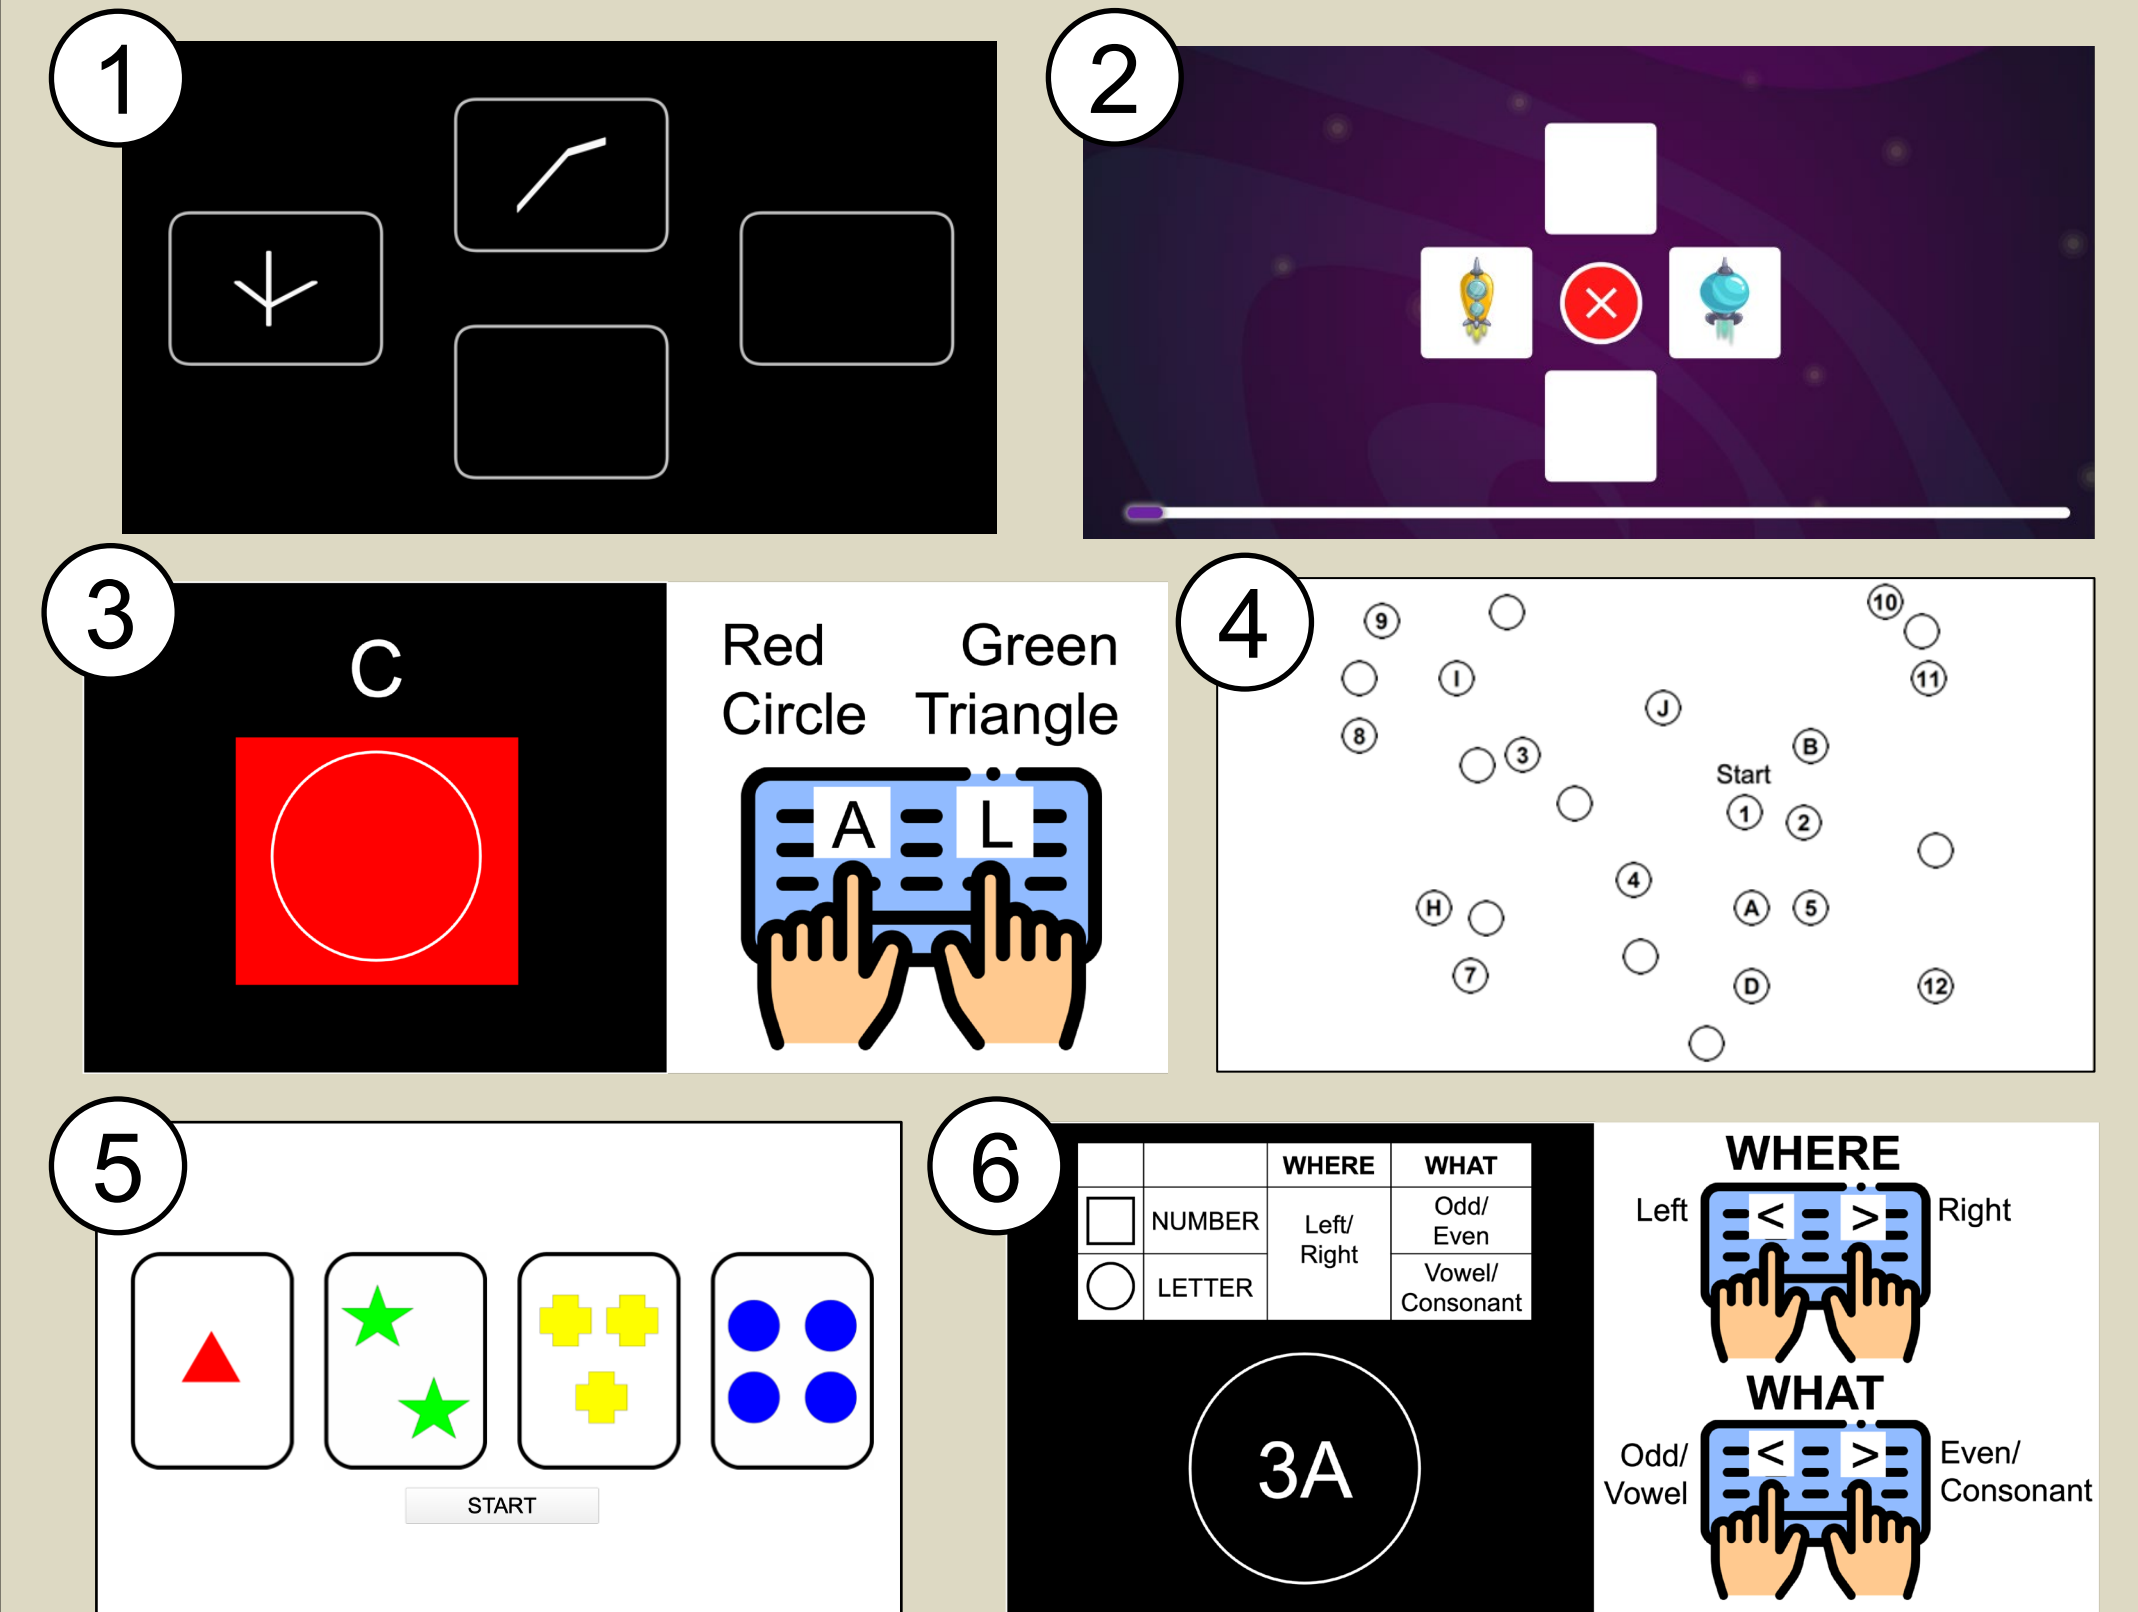 1
2
3
C
Red Green
Circle Triangle
A L
4
9
10
I
11
J
8
3
B
Start
1
2
4
H
A
5
7
D
12
5
START
6
WHERE WHAT
NUMBER
Left/
Right
Odd/
Even
LETTER
Vowel/
Consonant
3A
WHERE
Left < > Right
WHAT
Odd/
Vowel
< >
Even/
Consonant